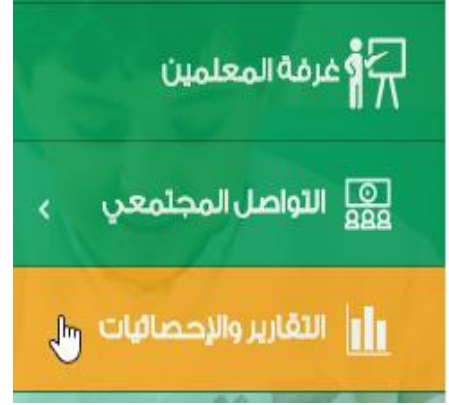 غرفة المعلمين
التواصل المجتمعي
التقارير والإحصائيات